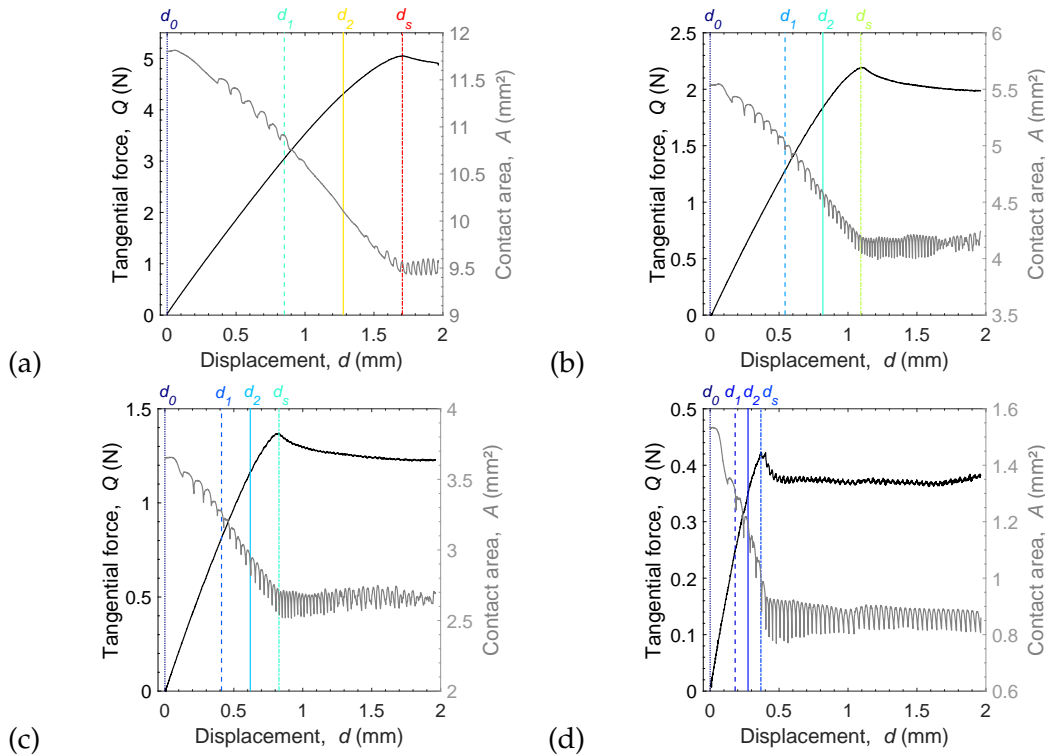 d₀ d₁ d₂ dₛ
5
4
3
2
1
0
Tangential force, Q (N)
12
11.5
11
10.5
10
9.5
9
Contact area, A (mm²)
0 0.5 1 1.5 2
Displacement, d (mm)
(a)
d₀ d₁ d₂ dₛ
2.5
2
1.5
1
0.5
0
Tangential force, Q (N)
6
5.5
5
4.5
4
3.5
Contact area, A (mm²)
0 0.5 1 1.5 2
Displacement, d (mm)
(b)
d₀ d₁ d₂ dₛ
1.5
1
0.5
0
Tangential force, Q (N)
4
3.5
3
2.5
2
Contact area, A (mm²)
0 0.5 1 1.5 2
Displacement, d (mm)
(c)
d₀ d₁ d₂ dₛ
0.5
0.4
0.3
0.2
0.1
0
Tangential force, Q (N)
1.6
1.4
1.2
1
0.8
0.6
Contact area, A (mm²)
0 0.5 1 1.5 2
Displacement, d (mm)
(d)